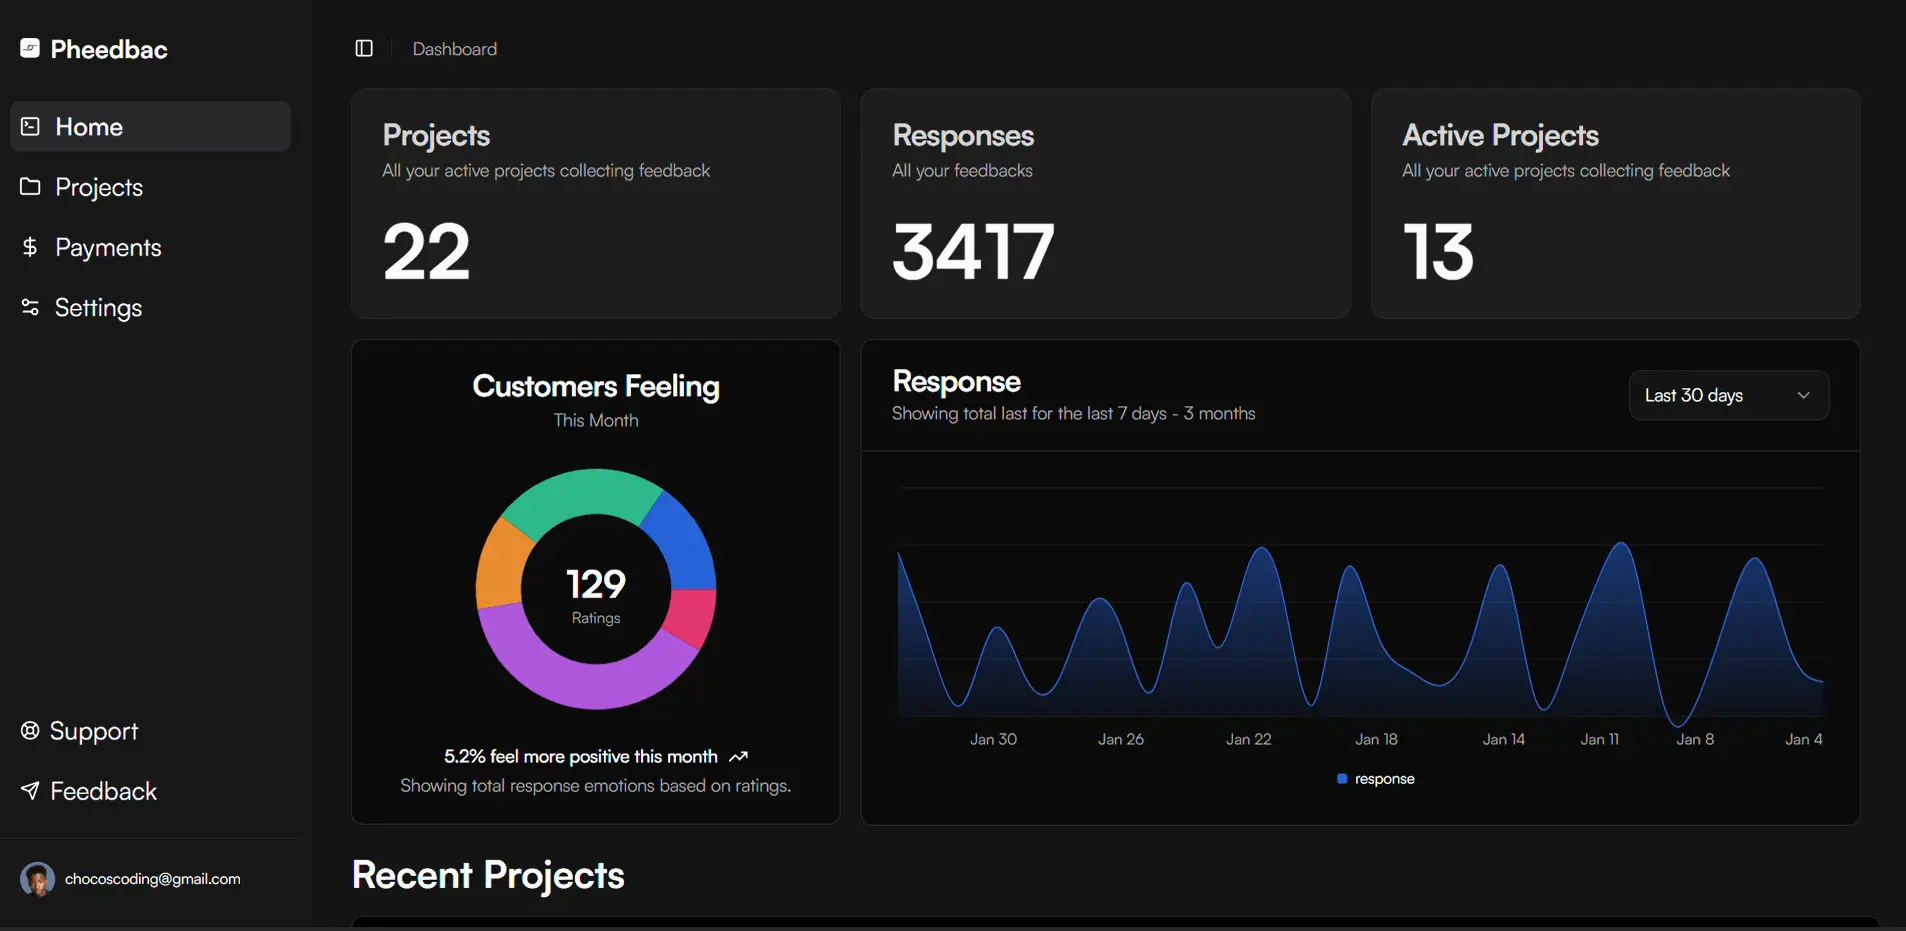 Pheedbac
Home
Projects
Payments
Settings
Support
Feedback
chocoscoding@gmail.com
Dashboard
Projects
All your active projects collecting feedback
22
Responses
All your feedbacks
3417
Active Projects
All your active projects collecting feedback
13
Customers Feeling
This Month
129
Ratings
5.2% feel more positive this month
Showing total response emotions based on ratings.
Response
Showing total last for the last 7 days - 3 months
Last 30 days
Jan 30 Jan 26 Jan 22 Jan 18 Jan 14 Jan 11 Jan 8 Jan 4
response
Recent Projects